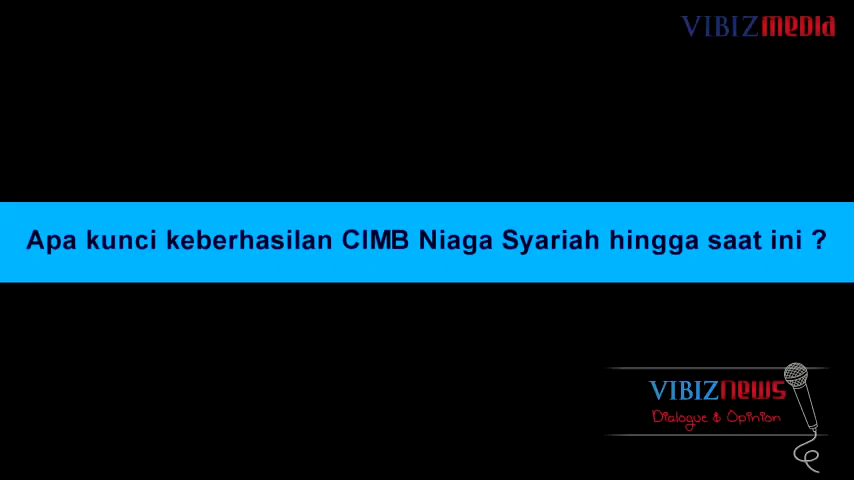 VIBIZMEDIA
Apa kunci keberhasilan CIMB Niaga Syariah hingga saat ini ?
VIBIZNEWS
Dialogue & Opinion